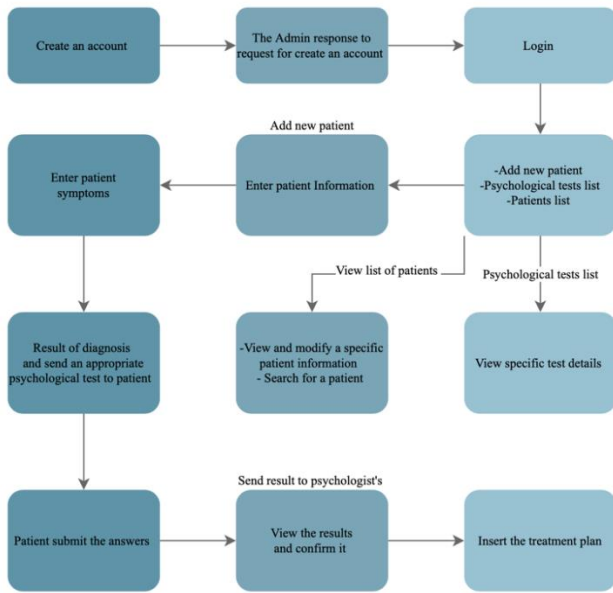 Create an account
The Admin response to
request for create an account
Login
Add new patient
Enter patient
symptoms
Enter patient Information
-Add new patient
-Psychological tests list
-Patients list
View list of patients
Psychological tests list
Result of diagnosis
and send an appropriate
psychological test to patient
-View and modify a specific
patient information
- Search for a patient
View specific test details
Send result to psychologist's
Patient submit the answers
View the results
and confirm it
Insert the treatment plan